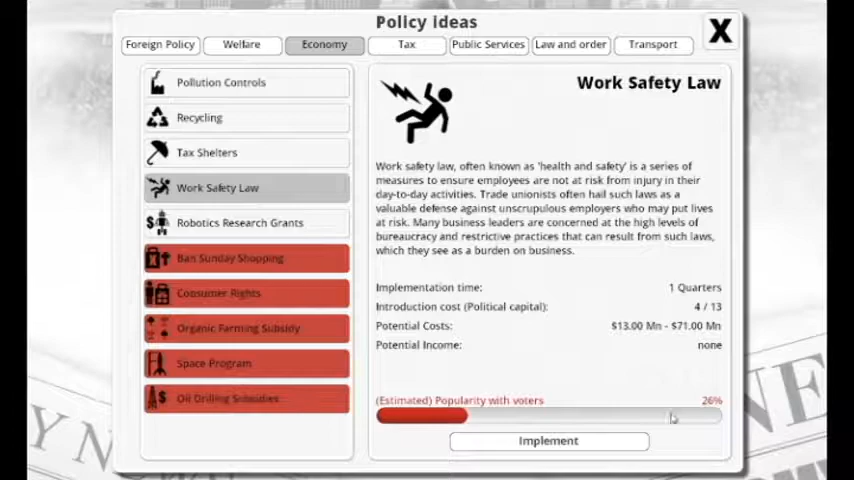 Policy ideas
X
Foreign Policy
Welfare
Economy
Tax
Public Services
Law and order
Transport
Pollution Controls
Recycling
Tax Shelters
Work Safety Law
Robotics Research Grants
Ban Sunday Shopping
Consumer Rights
Organic Farming Subsidy
Space Program
Oil Drilling Subsidies
Work Safety Law
Work safety law, often known as 'health and safety' is a series of
measures to ensure employees are not at risk from injury in their
day-to-day activities. Trade unionists often hail such laws as a
valuable defense against unscrupulous employers who may put lives
at risk. Many business leaders are concerned at the high levels of
bureaucracy and restrictive practices that can result from such laws,
which they see as a burden on business.
Implementation time: 1 Quarters
Introduction cost (Political capital): 4 / 13
Potential Costs: $13.00 Mn - $71.00 Mn
Potential Income: none
(Estimated) Popularity with voters 26%
Implement